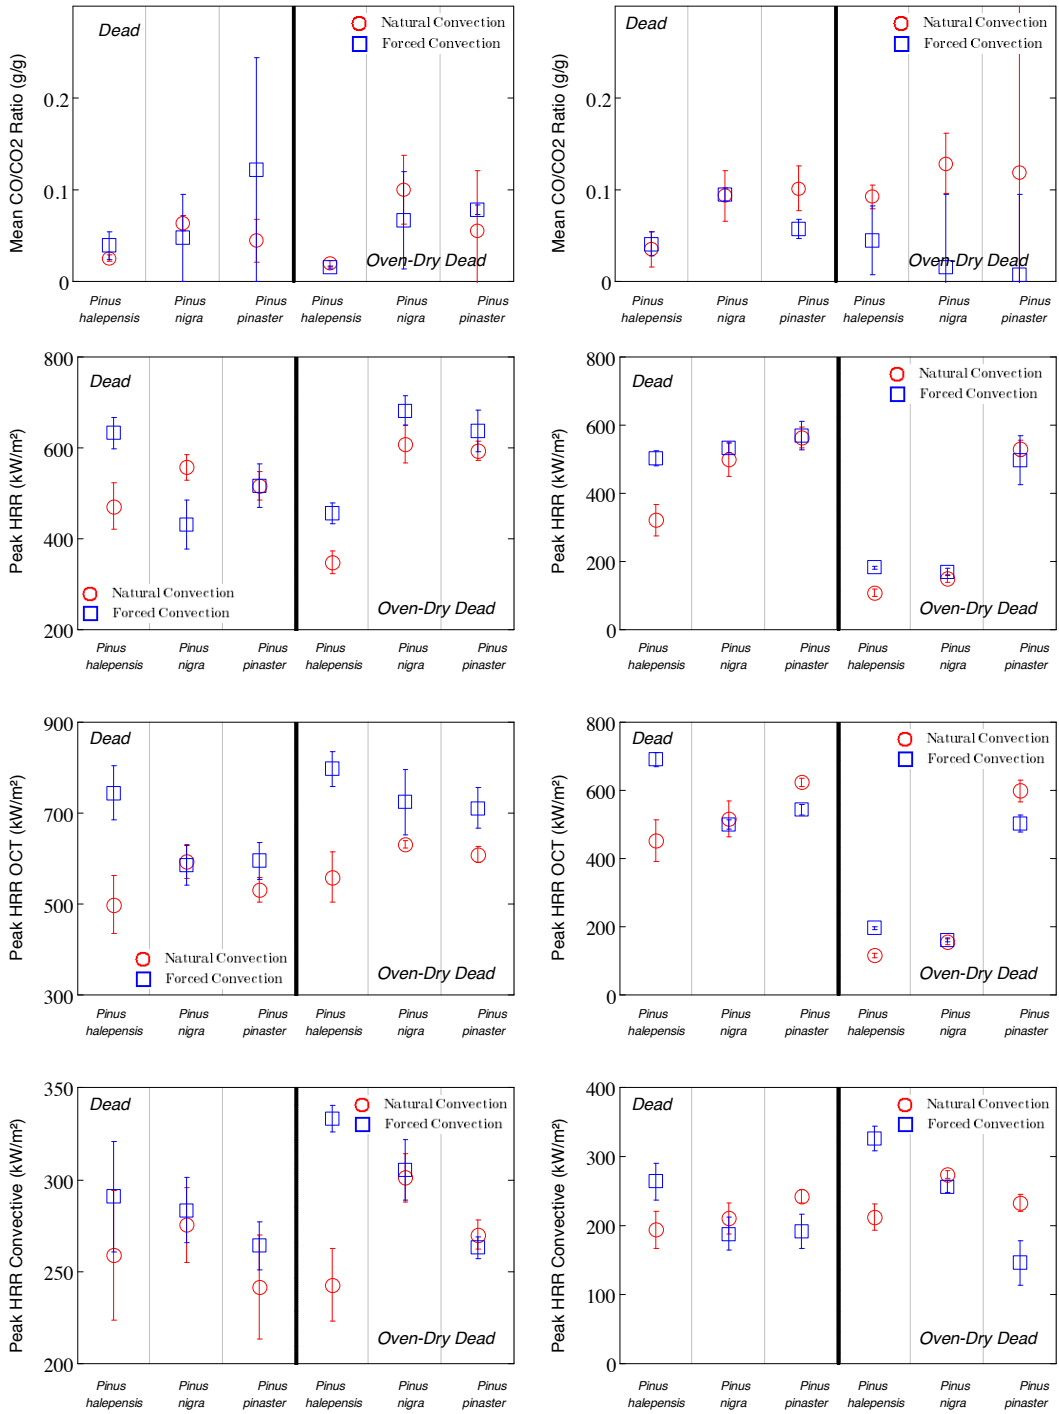 Dead
Natural Convection
Forced Convection
Mean CO/CO2 Ratio (g/g)
0.2
0.1
0
Oven-Dry Dead
Pinus halepensis
Pinus nigra
Pinus pinaster
Pinus halepensis
Pinus nigra
Pinus pinaster
Dead
Natural Convection
Forced Convection
Mean CO/CO2 Ratio (g/g)
0.2
0.1
0
Oven-Dry Dead
Pinus halepensis
Pinus nigra
Pinus pinaster
Pinus halepensis
Pinus nigra
Pinus pinaster
Dead
Peak HRR (kW/m²)
800
600
400
200
Natural Convection
Forced Convection
Oven-Dry Dead
Pinus halepensis
Pinus nigra
Pinus pinaster
Pinus halepensis
Pinus nigra
Pinus pinaster
Dead
Natural Convection
Forced Convection
Peak HRR (kW/m²)
800
600
400
200
0
Oven-Dry Dead
Pinus halepensis
Pinus nigra
Pinus pinaster
Pinus halepensis
Pinus nigra
Pinus pinaster
Dead
Peak HRR OCT (kW/m²)
900
700
500
300
Natural Convection
Forced Convection
Oven-Dry Dead
Pinus halepensis
Pinus nigra
Pinus pinaster
Pinus halepensis
Pinus nigra
Pinus pinaster
Dead
Natural Convection
Forced Convection
Peak HRR OCT (kW/m²)
800
600
400
200
0
Oven-Dry Dead
Pinus halepensis
Pinus nigra
Pinus pinaster
Pinus halepensis
Pinus nigra
Pinus pinaster
Dead
Natural Convection
Forced Convection
Peak HRR Convective (kW/m²)
350
300
250
200
Oven-Dry Dead
Pinus halepensis
Pinus nigra
Pinus pinaster
Pinus halepensis
Pinus nigra
Pinus pinaster
Dead
Natural Convection
Forced Convection
Peak HRR Convective (kW/m²)
400
300
200
100
0
Oven-Dry Dead
Pinus halepensis
Pinus nigra
Pinus pinaster
Pinus halepensis
Pinus nigra
Pinus pinaster